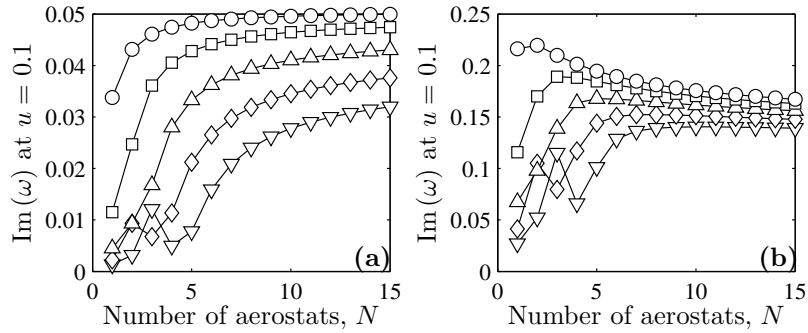 0.05
0.04
0.03
0.02
0.01
0
Im (ω) at u = 0.1
0 5 10 15
Number of aerostats, N
(a)
0.25
0.2
0.15
0.1
0.05
0
Im (ω) at u = 0.1
0 5 10 15
Number of aerostats, N
(b)